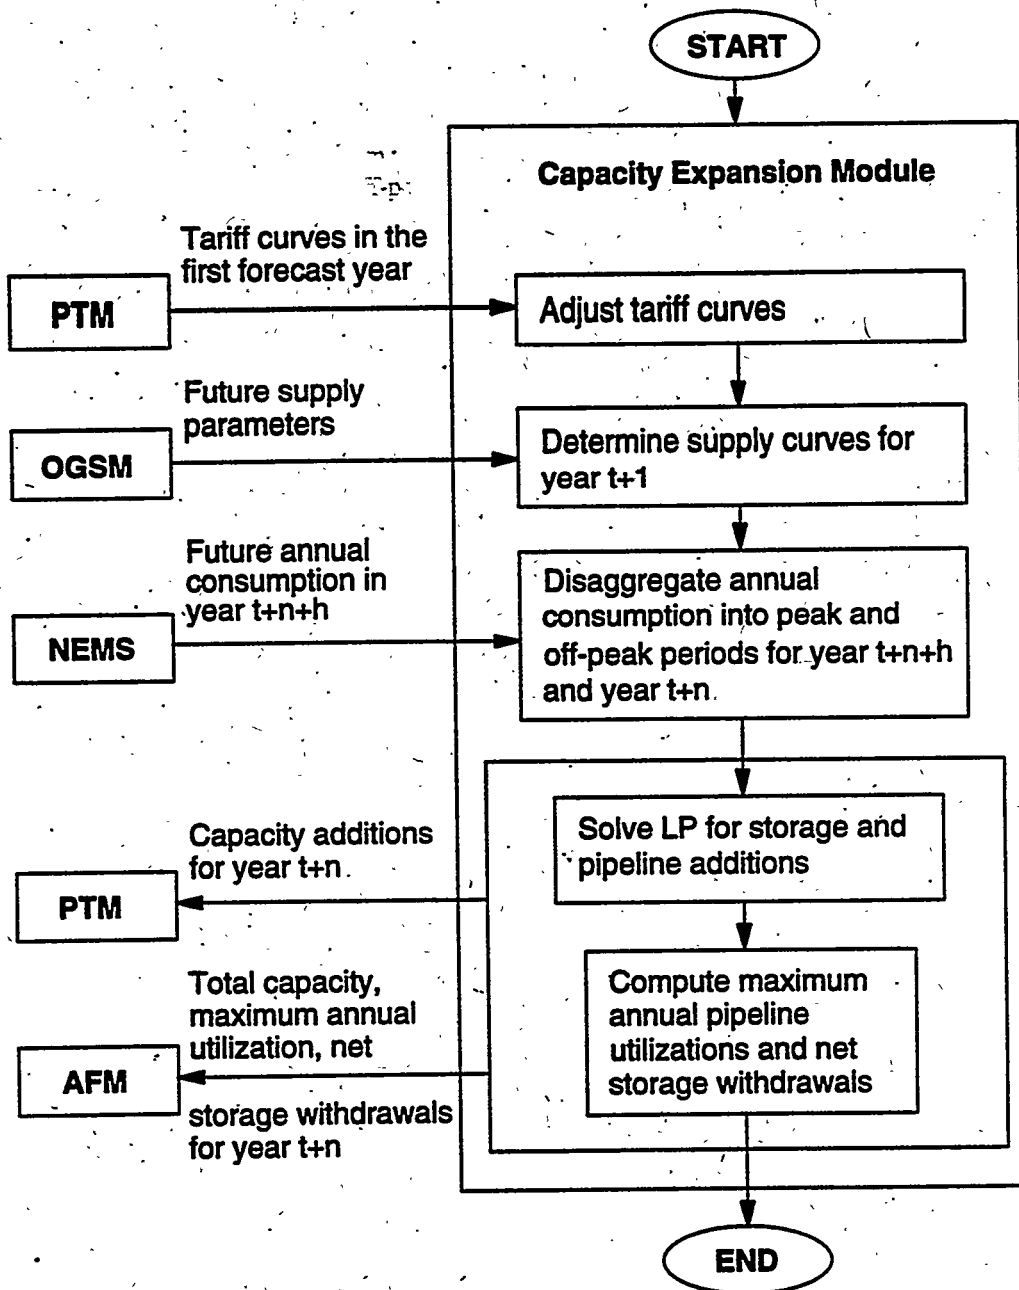 START
Capacity Expansion Module
Tariff curves in the
first forecast year
PTM
Adjust tariff curves
Future supply
parameters
OGSM
Determine supply curves for
year t+1
Future annual
consumption in
year t+n+h
NEMS
Disaggregate annual
consumption into peak and
off-peak periods for year t+n+h
and year t+n
Solve LP for storage and
pipeline additions
Capacity additions
for year t+n
PTM
Compute maximum
annual pipeline
utilizations and net
storage withdrawals
Total capacity,
maximum annual
utilization, net
AFM
storage withdrawals
for year t+n
END